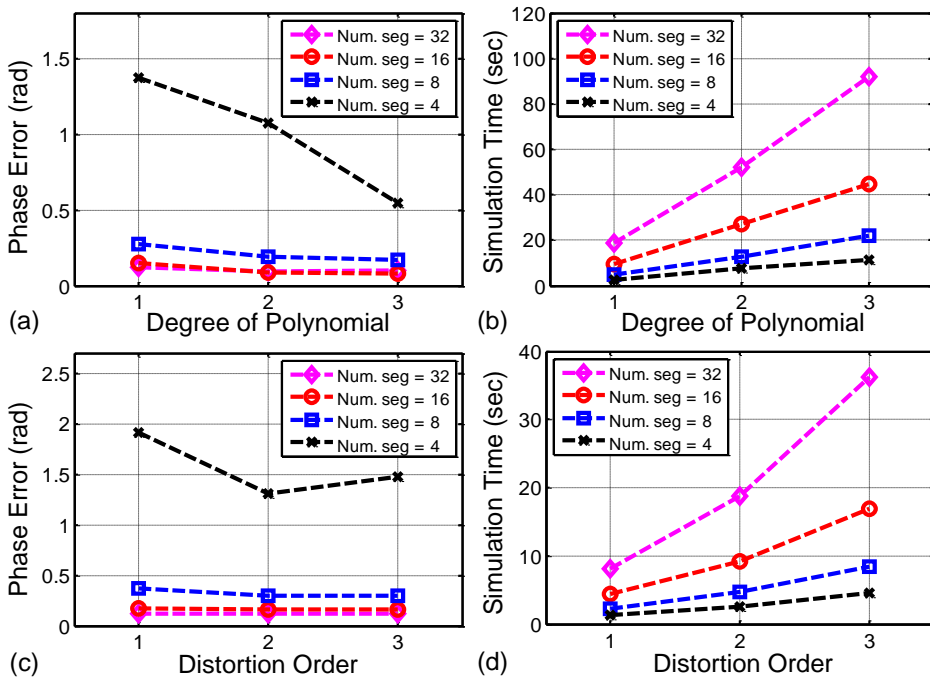 Phase Error (rad)
1.5
1
0.5
0
1
2
3
Num. seg = 32
Num. seg = 16
Num. seg = 8
Num. seg = 4
(a)
Degree of Polynomial
Simulation Time (sec)
120
100
80
60
40
20
0
1
2
3
Num. seg = 32
Num. seg = 16
Num. seg = 8
Num. seg = 4
(b)
Degree of Polynomial
Phase Error (rad)
2.5
2
1.5
1
0.5
0
1
2
3
Num. seg = 32
Num. seg = 16
Num. seg = 8
Num. seg = 4
(c)
Distortion Order
Simulation Time (sec)
40
30
20
10
0
1
2
3
Num. seg = 32
Num. seg = 16
Num. seg = 8
Num. seg = 4
(d)
Distortion Order